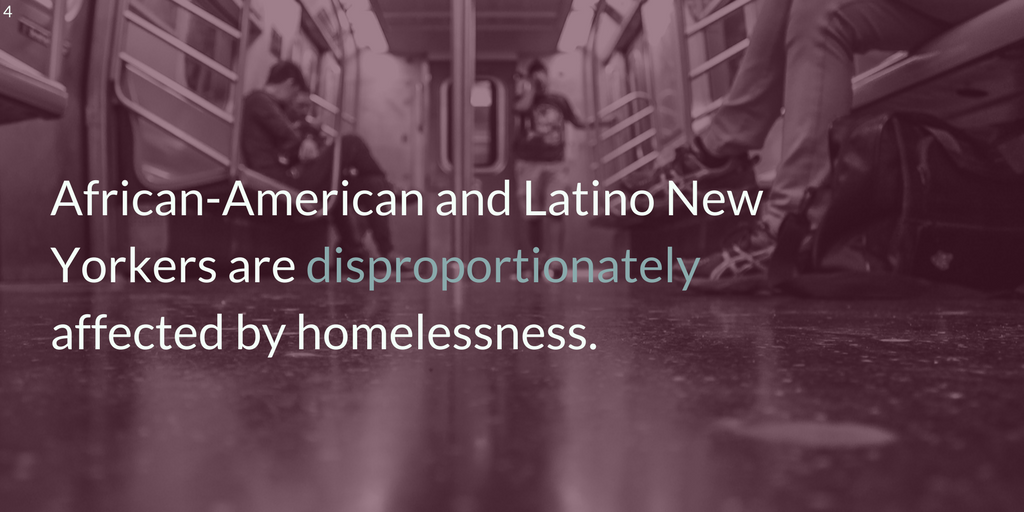 4
African-American and Latino New
Yorkers are disproportionately
affected by homelessness.